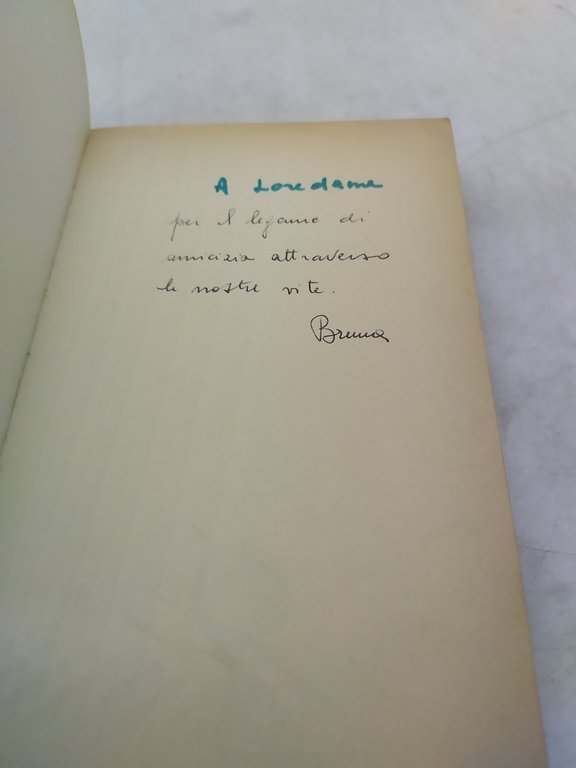 A Loredana
per il legame di
amicizia attraverso
le nostre vite.
Bruna